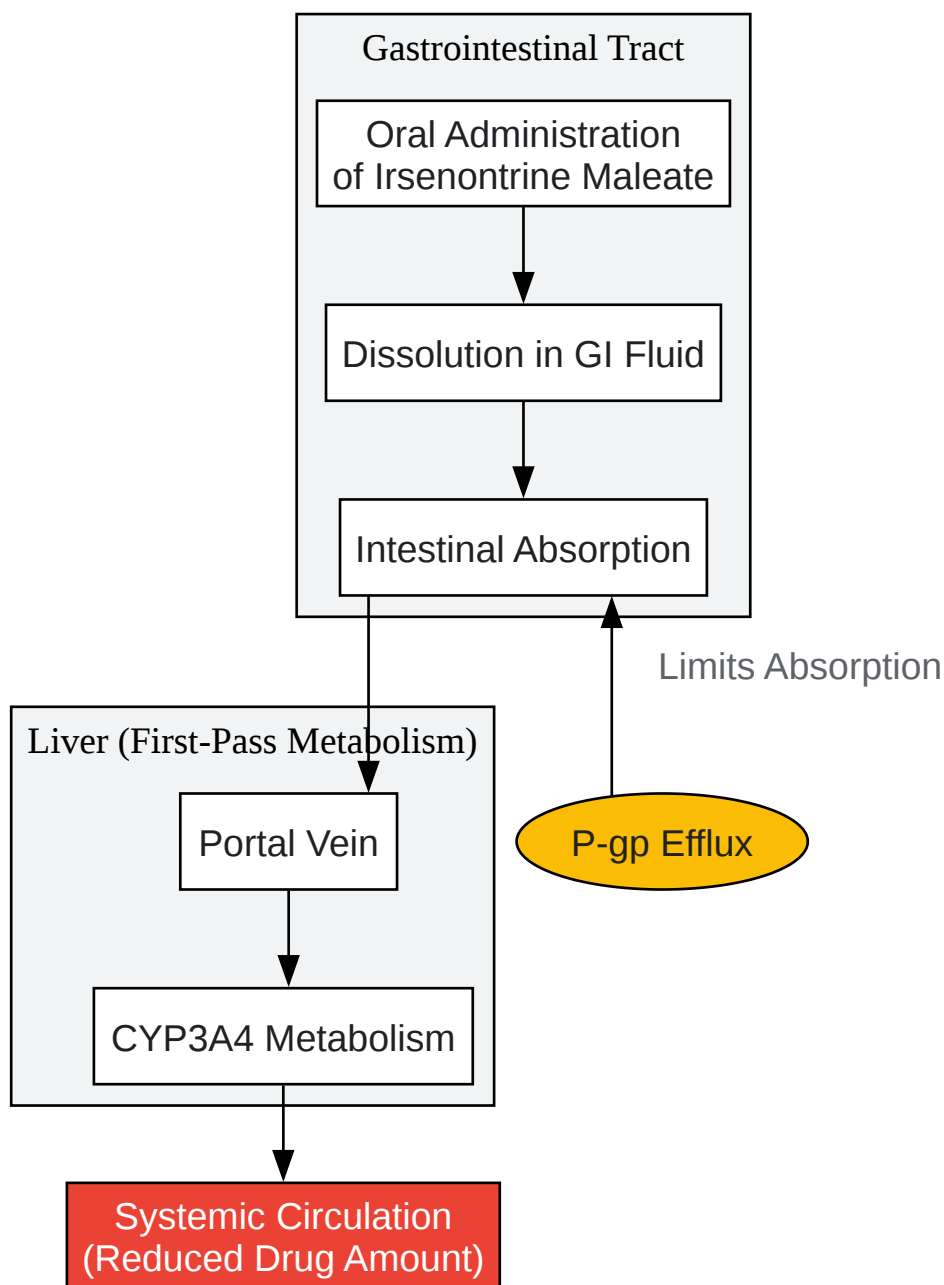 Gastrointestinal Tract
Oral Administration
of Irsenontrine Maleate
Dissolution in GI Fluid
Intestinal Absorption
Limits Absorption
Liver (First-Pass Metabolism)
Portal Vein
P-gp Efflux
CYP3A4 Metabolism
Systemic Circulation
(Reduced Drug Amount)